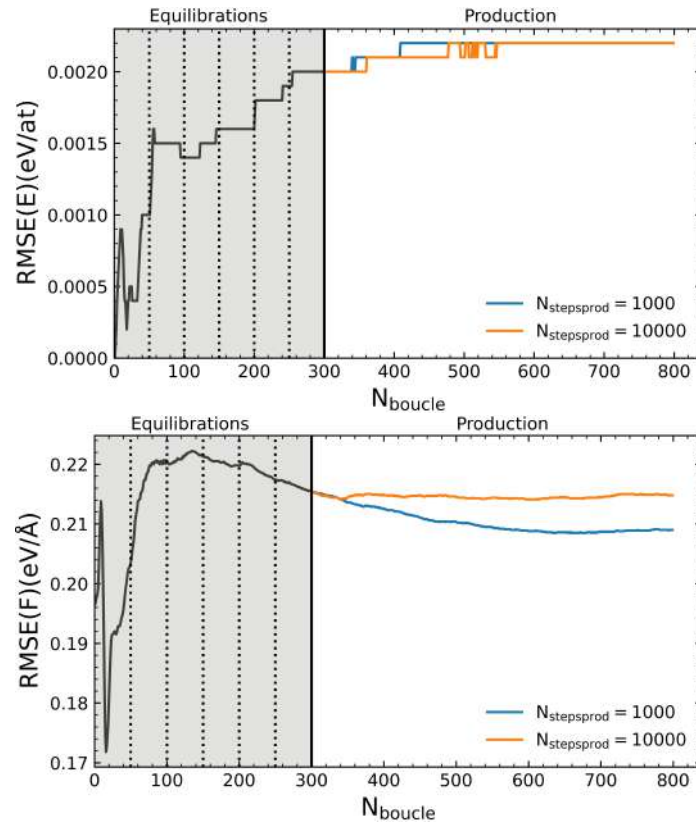 Equilibrations Production
RMSE(E)(eV/at)
0.0020
0.0015
0.0010
0.0005
0.0000
N_stepsprod = 1000
N_stepsprod = 10000
0 100 200 300 400 500 600 700 800
N_boucle
Equilibrations Production
RMSE(F)(eV/Å)
0.22
0.21
0.20
0.19
0.18
0.17
N_stepsprod = 1000
N_stepsprod = 10000
0 100 200 300 400 500 600 700 800
N_boucle